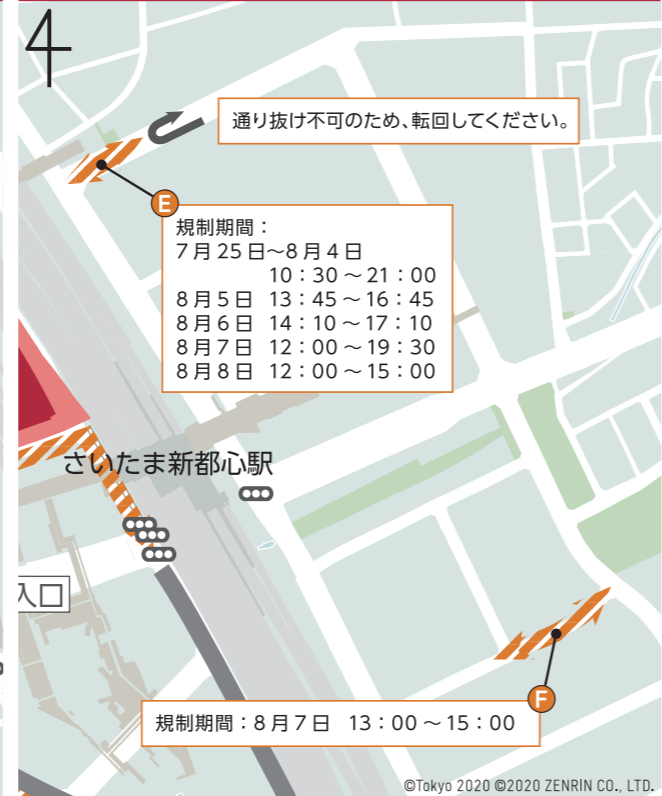 4
通り抜け不可のため、転回してください。
E
規制期間：
7月25日～8月4日
10：30～21：00
8月5日 13：45～16：45
8月6日 14：10～17：10
8月7日 12：00～19：30
8月8日 12：00～15：00
さいたま新都心駅
入口
F
規制期間：8月7日 13：00～15：00
©Tokyo 2020 ©2020 ZENRIN CO., LTD.